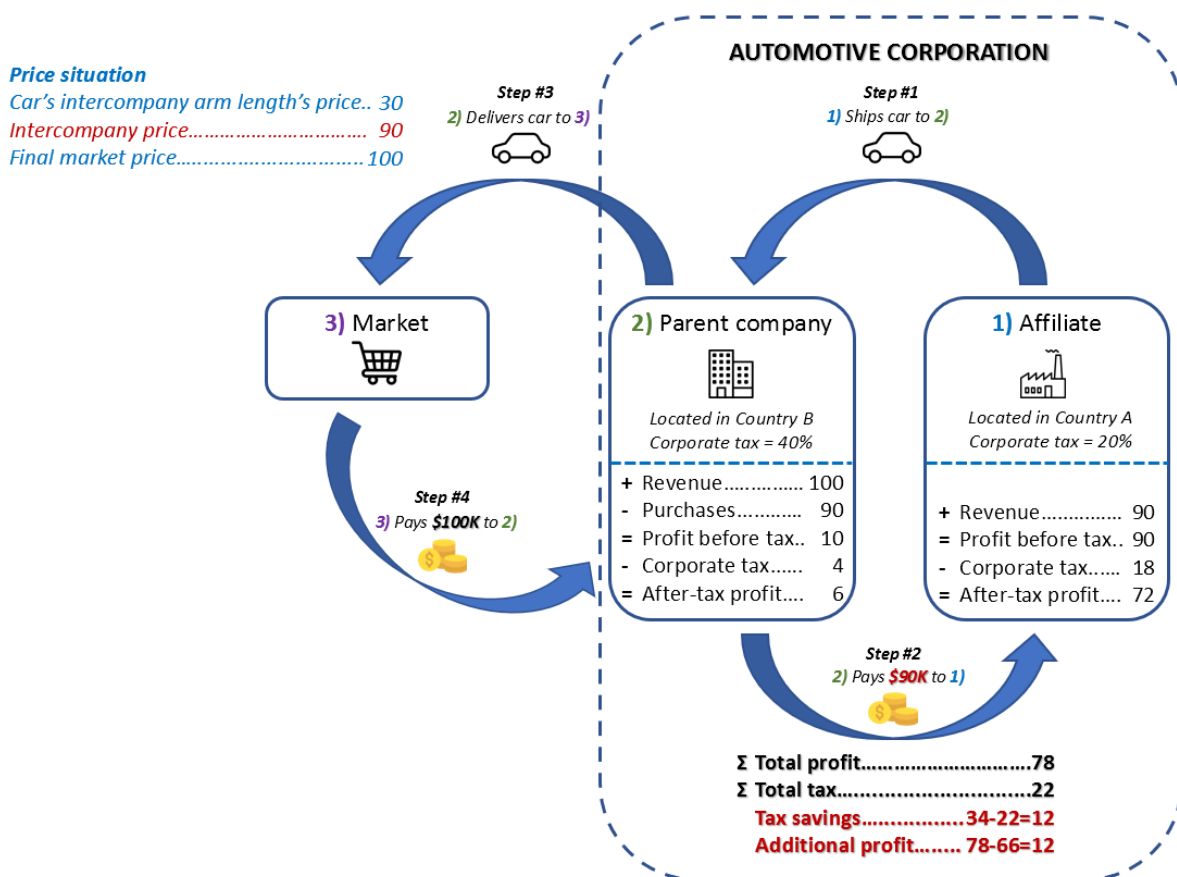 AUTOMOTIVE CORPORATION
Price situation
Car's intercompany arm length's price.. 30
Intercompany price................................ 90
Final market price.................................. 100
Step #3
2) Delivers car to 3)
Step #1
1) Ships car to 2)
3) Market
2) Parent company
Located in Country B
Corporate tax = 40%
+ Revenue............... 100
- Purchases............ 90
= Profit before tax.. 10
- Corporate tax...... 4
= After-tax profit.... 6
1) Affiliate
Located in Country A
Corporate tax = 20%
+ Revenue............... 90
= Profit before tax.. 90
- Corporate tax...... 18
= After-tax profit.... 72
Step #4
3) Pays $100K to 2)
$
Step #2
2) Pays $90K to 1)
$
Σ Total profit..............................78
Σ Total tax..................................22
Tax savings..................34-22=12
Additional profit........ 78-66=12